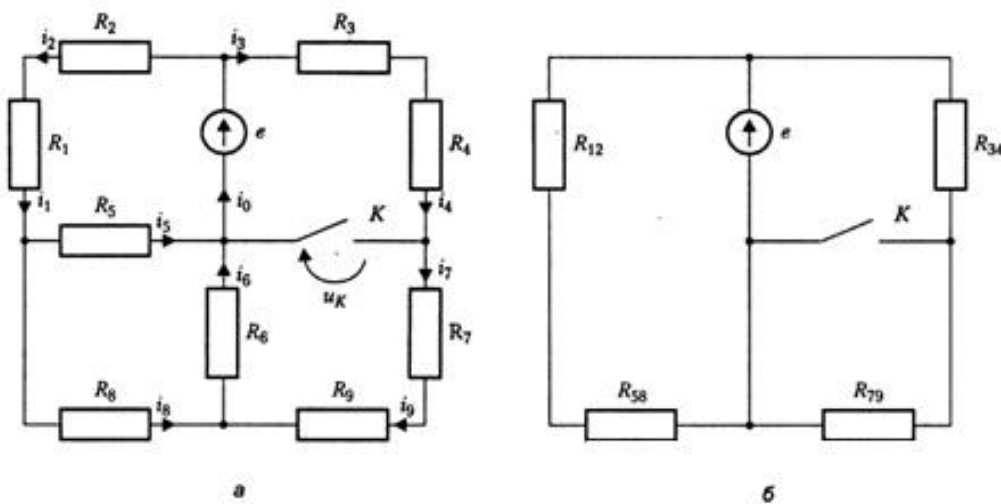 R₂ i₂ i₃ R₃
R₁ e R₄ R₁₂ e R₃₄
i₁ R₅ i₅ i₀ K i₄ K
i₆ u_K i₇
R₆ R₇
R₈ i₈ R₉ i₉ R₅₈ R₇₉
а б